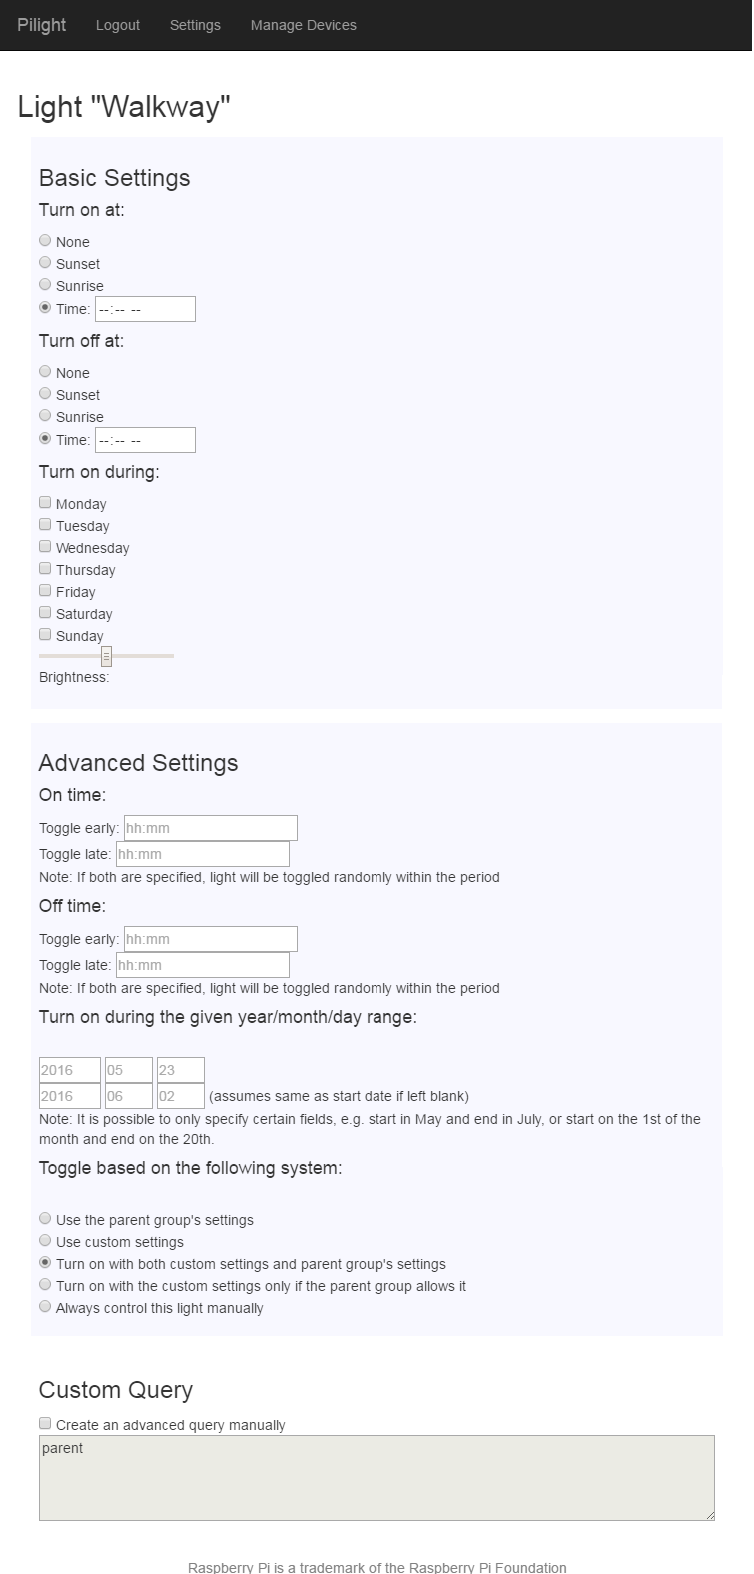 Pilight Logout Settings Manage Devices
Light "Walkway"
Basic Settings
Turn on at:
None
Sunset
Sunrise
Time: --:-- --
Turn off at:
None
Sunset
Sunrise
Time: --:-- --
Turn on during:
Monday
Tuesday
Wednesday
Thursday
Friday
Saturday
Sunday
Brightness:
Advanced Settings
On time:
Toggle early: hh:mm
Toggle late: hh:mm
Note: If both are specified, light will be toggled randomly within the period
Off time:
Toggle early: hh:mm
Toggle late: hh:mm
Note: If both are specified, light will be toggled randomly within the period
Turn on during the given year/month/day range:
2016 05 23
2016 06 02 (assumes same as start date if left blank)
Note: It is possible to only specify certain fields, e.g. start in May and end in July, or start on the 1st of the
month and end on the 20th.
Toggle based on the following system:
Use the parent group's settings
Use custom settings
Turn on with both custom settings and parent group's settings
Turn on with the custom settings only if the parent group allows it
Always control this light manually
Custom Query
Create an advanced query manually
parent
Raspberry Pi is a trademark of the Raspberry Pi Foundation